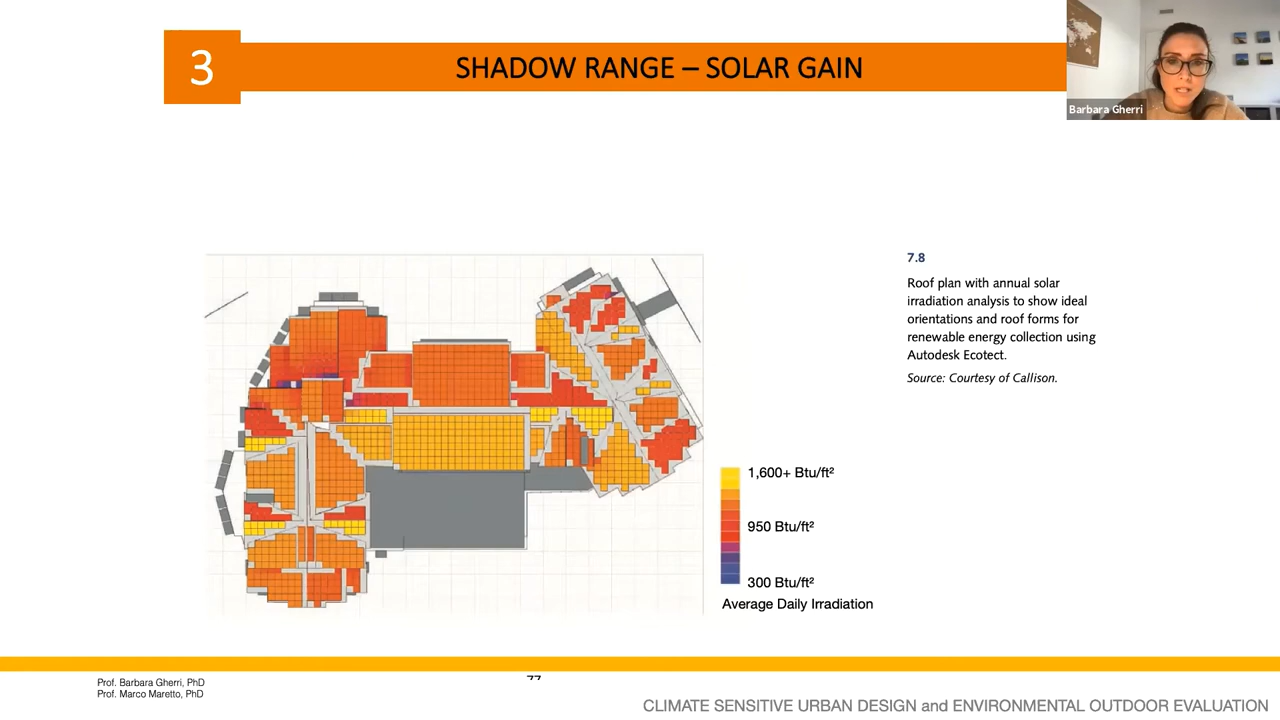 3
SHADOW RANGE – SOLAR GAIN
Barbara Gherri
7.8
Roof plan with annual solar
irradiation analysis to show ideal
orientations and roof forms for
renewable energy collection using
Autodesk Ecotect.
Source: Courtesy of Callison.
1,600+ Btu/ft²
950 Btu/ft²
300 Btu/ft²
Average Daily Irradiation
Prof. Barbara Gherri, PhD
Prof. Marco Maretto, PhD
77
CLIMATE SENSITIVE URBAN DESIGN and ENVIRONMENTAL OUTDOOR EVALUATION